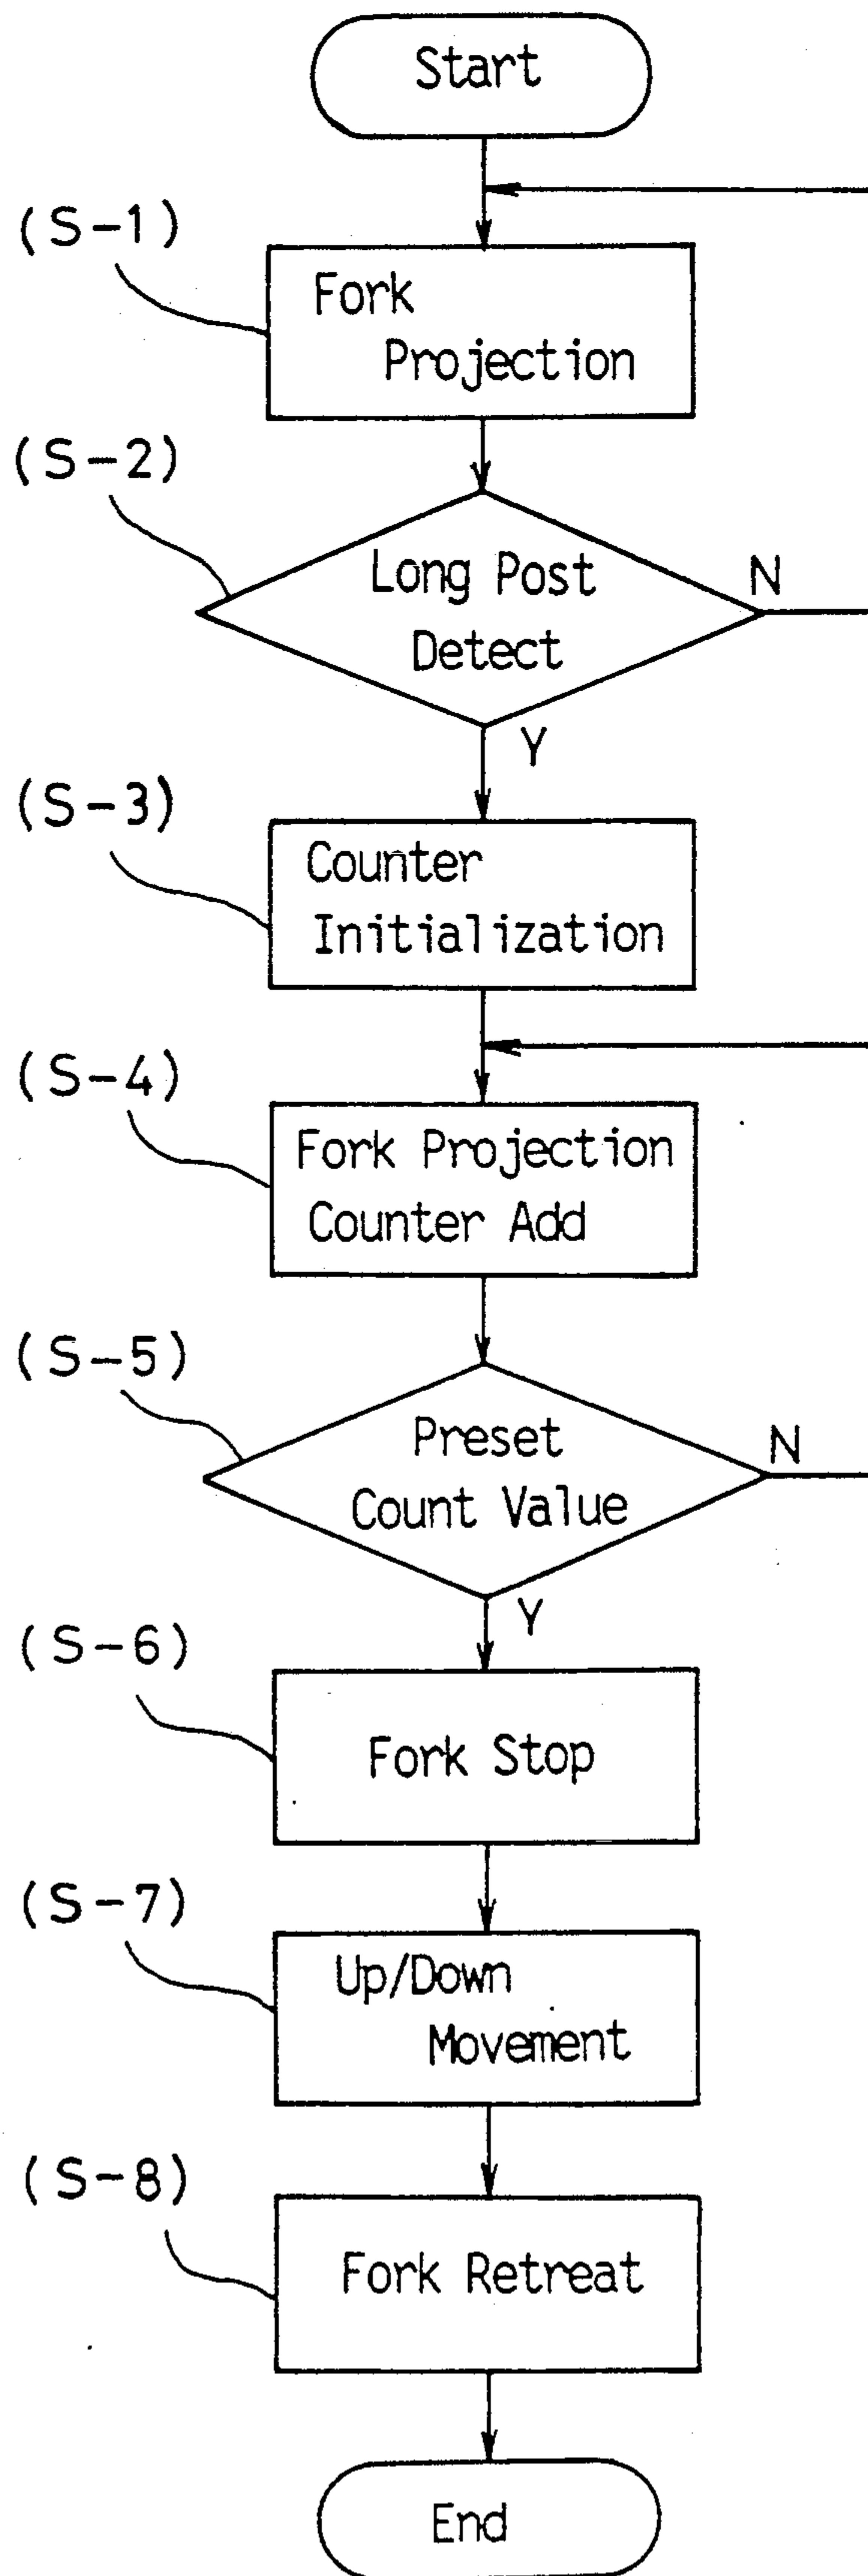 Start
(S-1)
Fork
Projection
(S-2)
Long Post
Detect
N
Y
(S-3)
Counter
Initialization
(S-4)
Fork Projection
Counter Add
(S-5)
Preset
Count Value
N
Y
(S-6)
Fork Stop
(S-7)
Up/Down
Movement
(S-8)
Fork Retreat
End